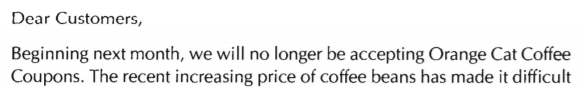 Dear Customers,
Beginning next month, we will no longer be accepting Orange Cat Coffee
Coupons. The recent increasing price of coffee beans has made it difficult